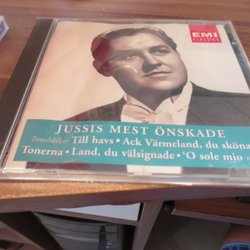 EMI
CLASSICS
JUSSIS MEST ÖNSKADE
Innehåller: Till havs • Ack Värmeland, du sköna
Tonerna • Land, du välsignade • 'O sole mio